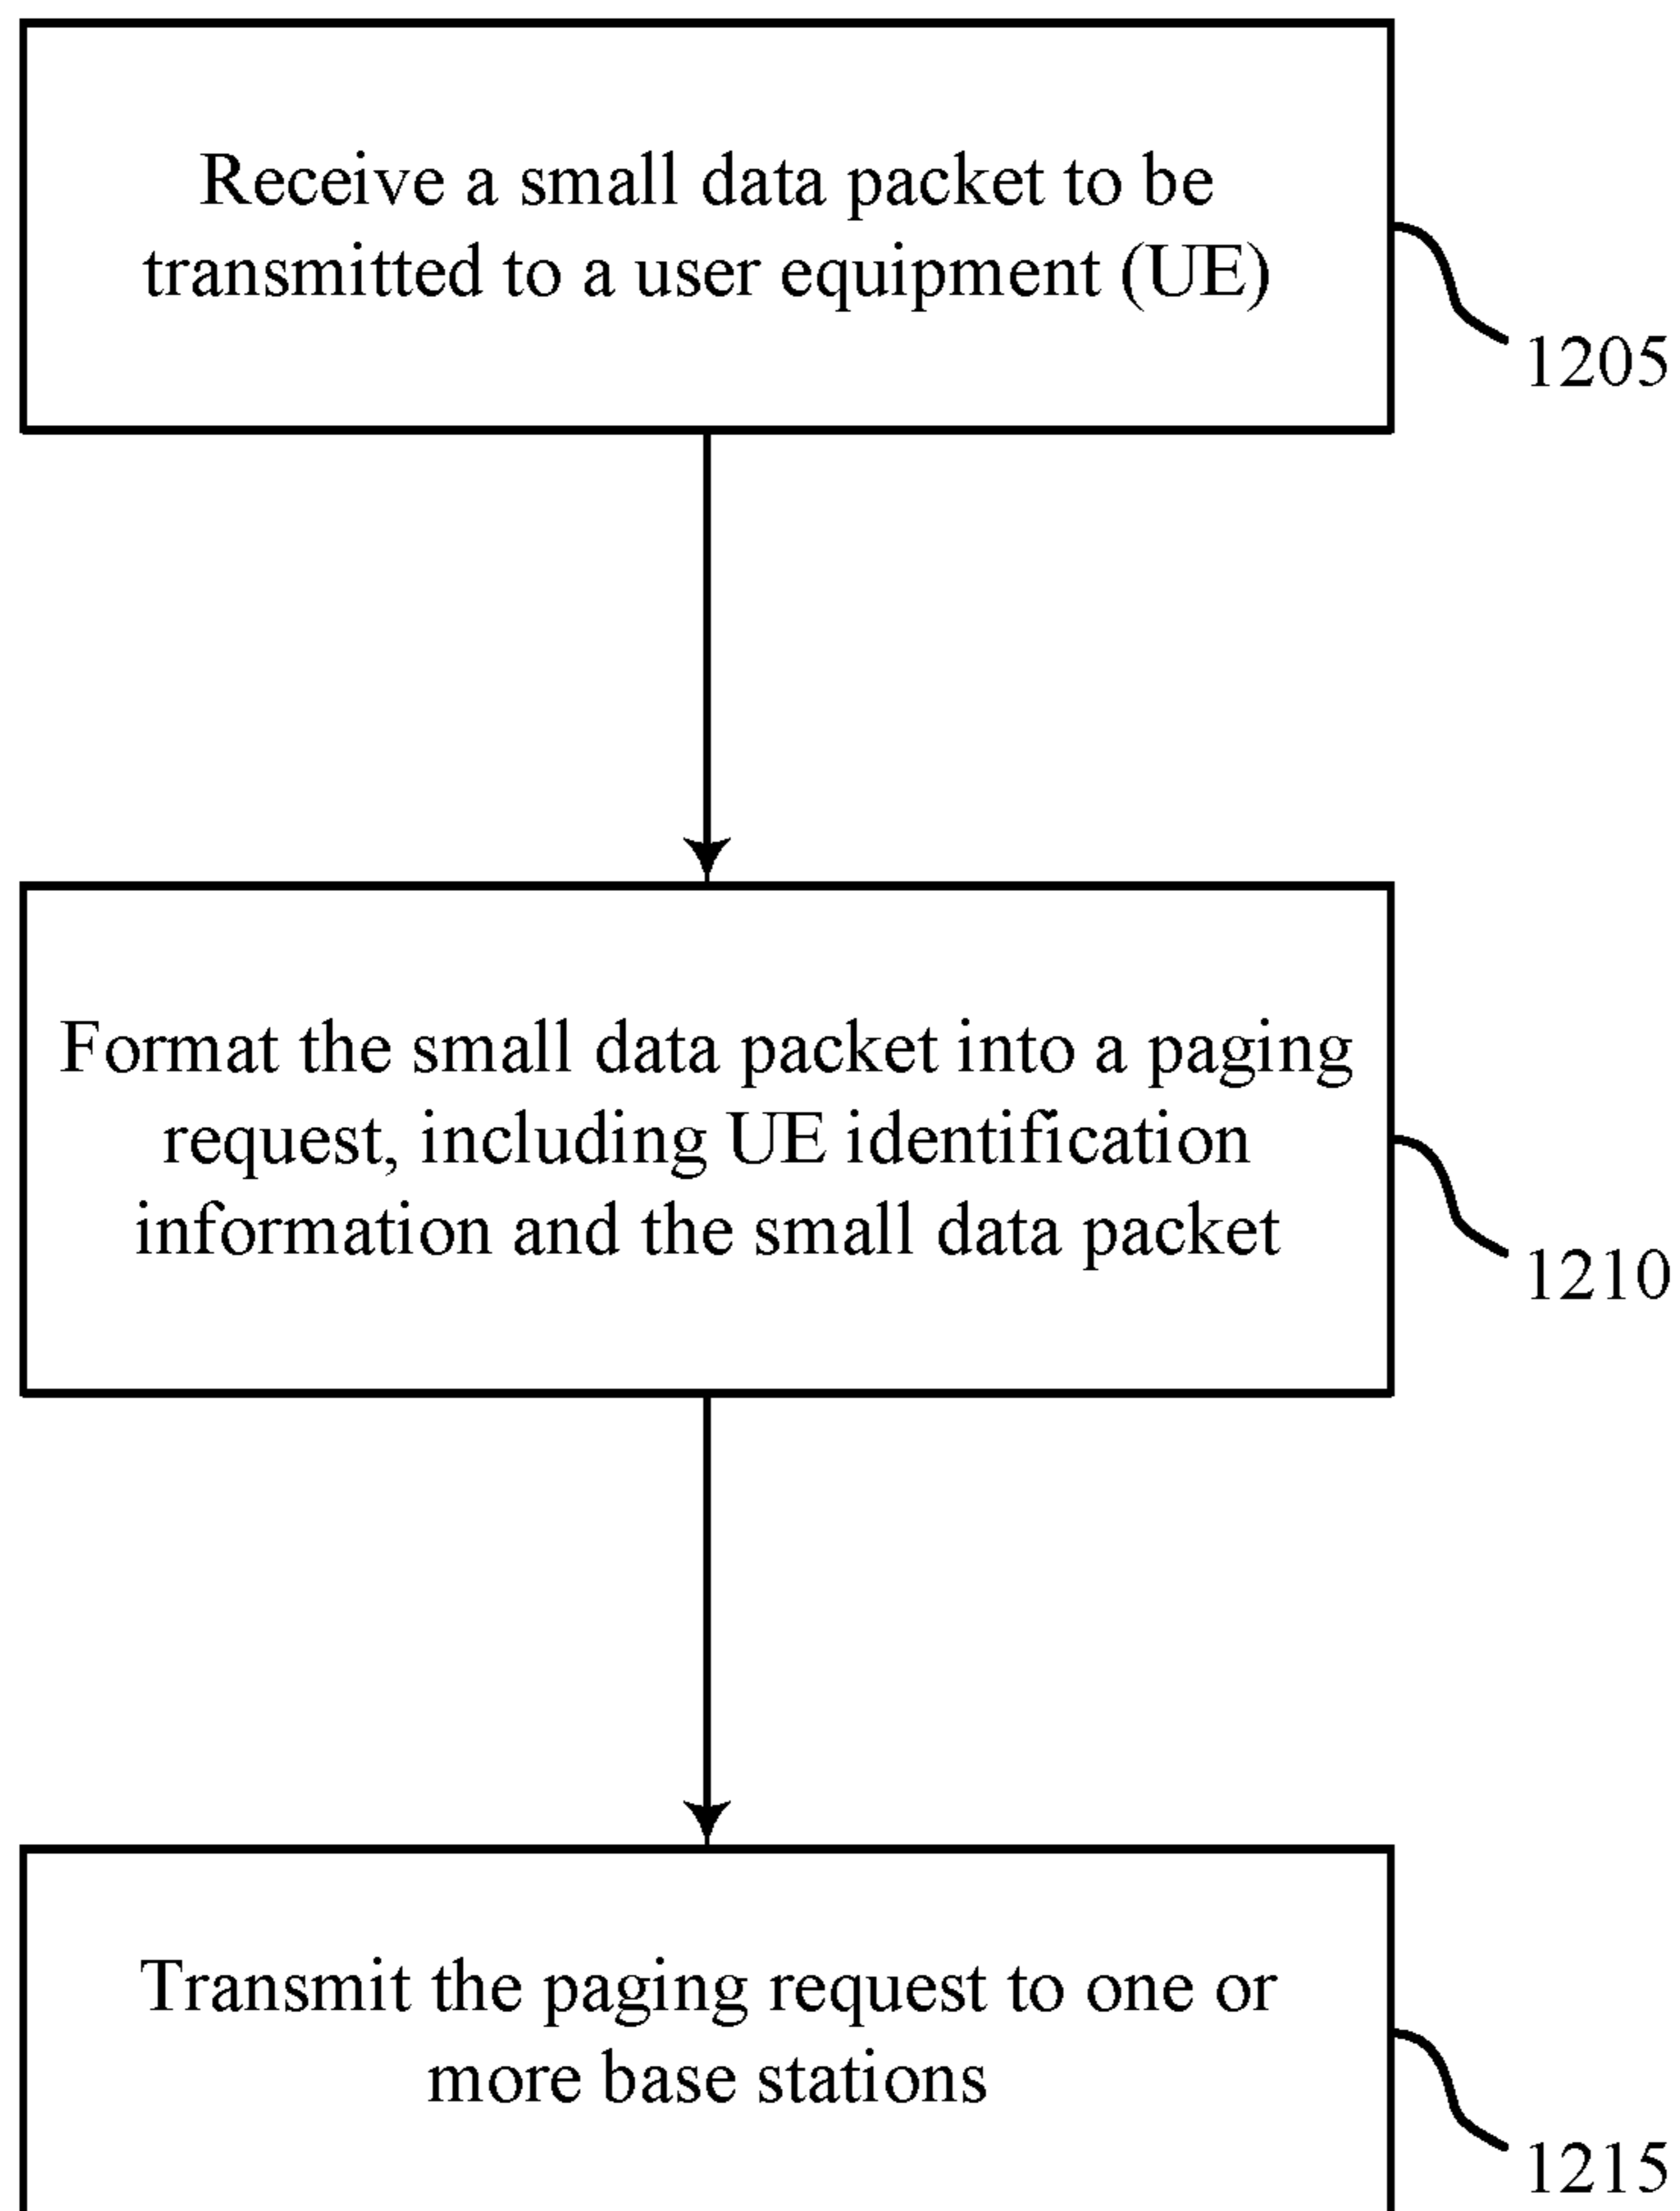 Receive a small data packet to be
transmitted to a user equipment (UE)
1205
Format the small data packet into a paging
request, including UE identification
information and the small data packet
1210
Transmit the paging request to one or
more base stations
1215